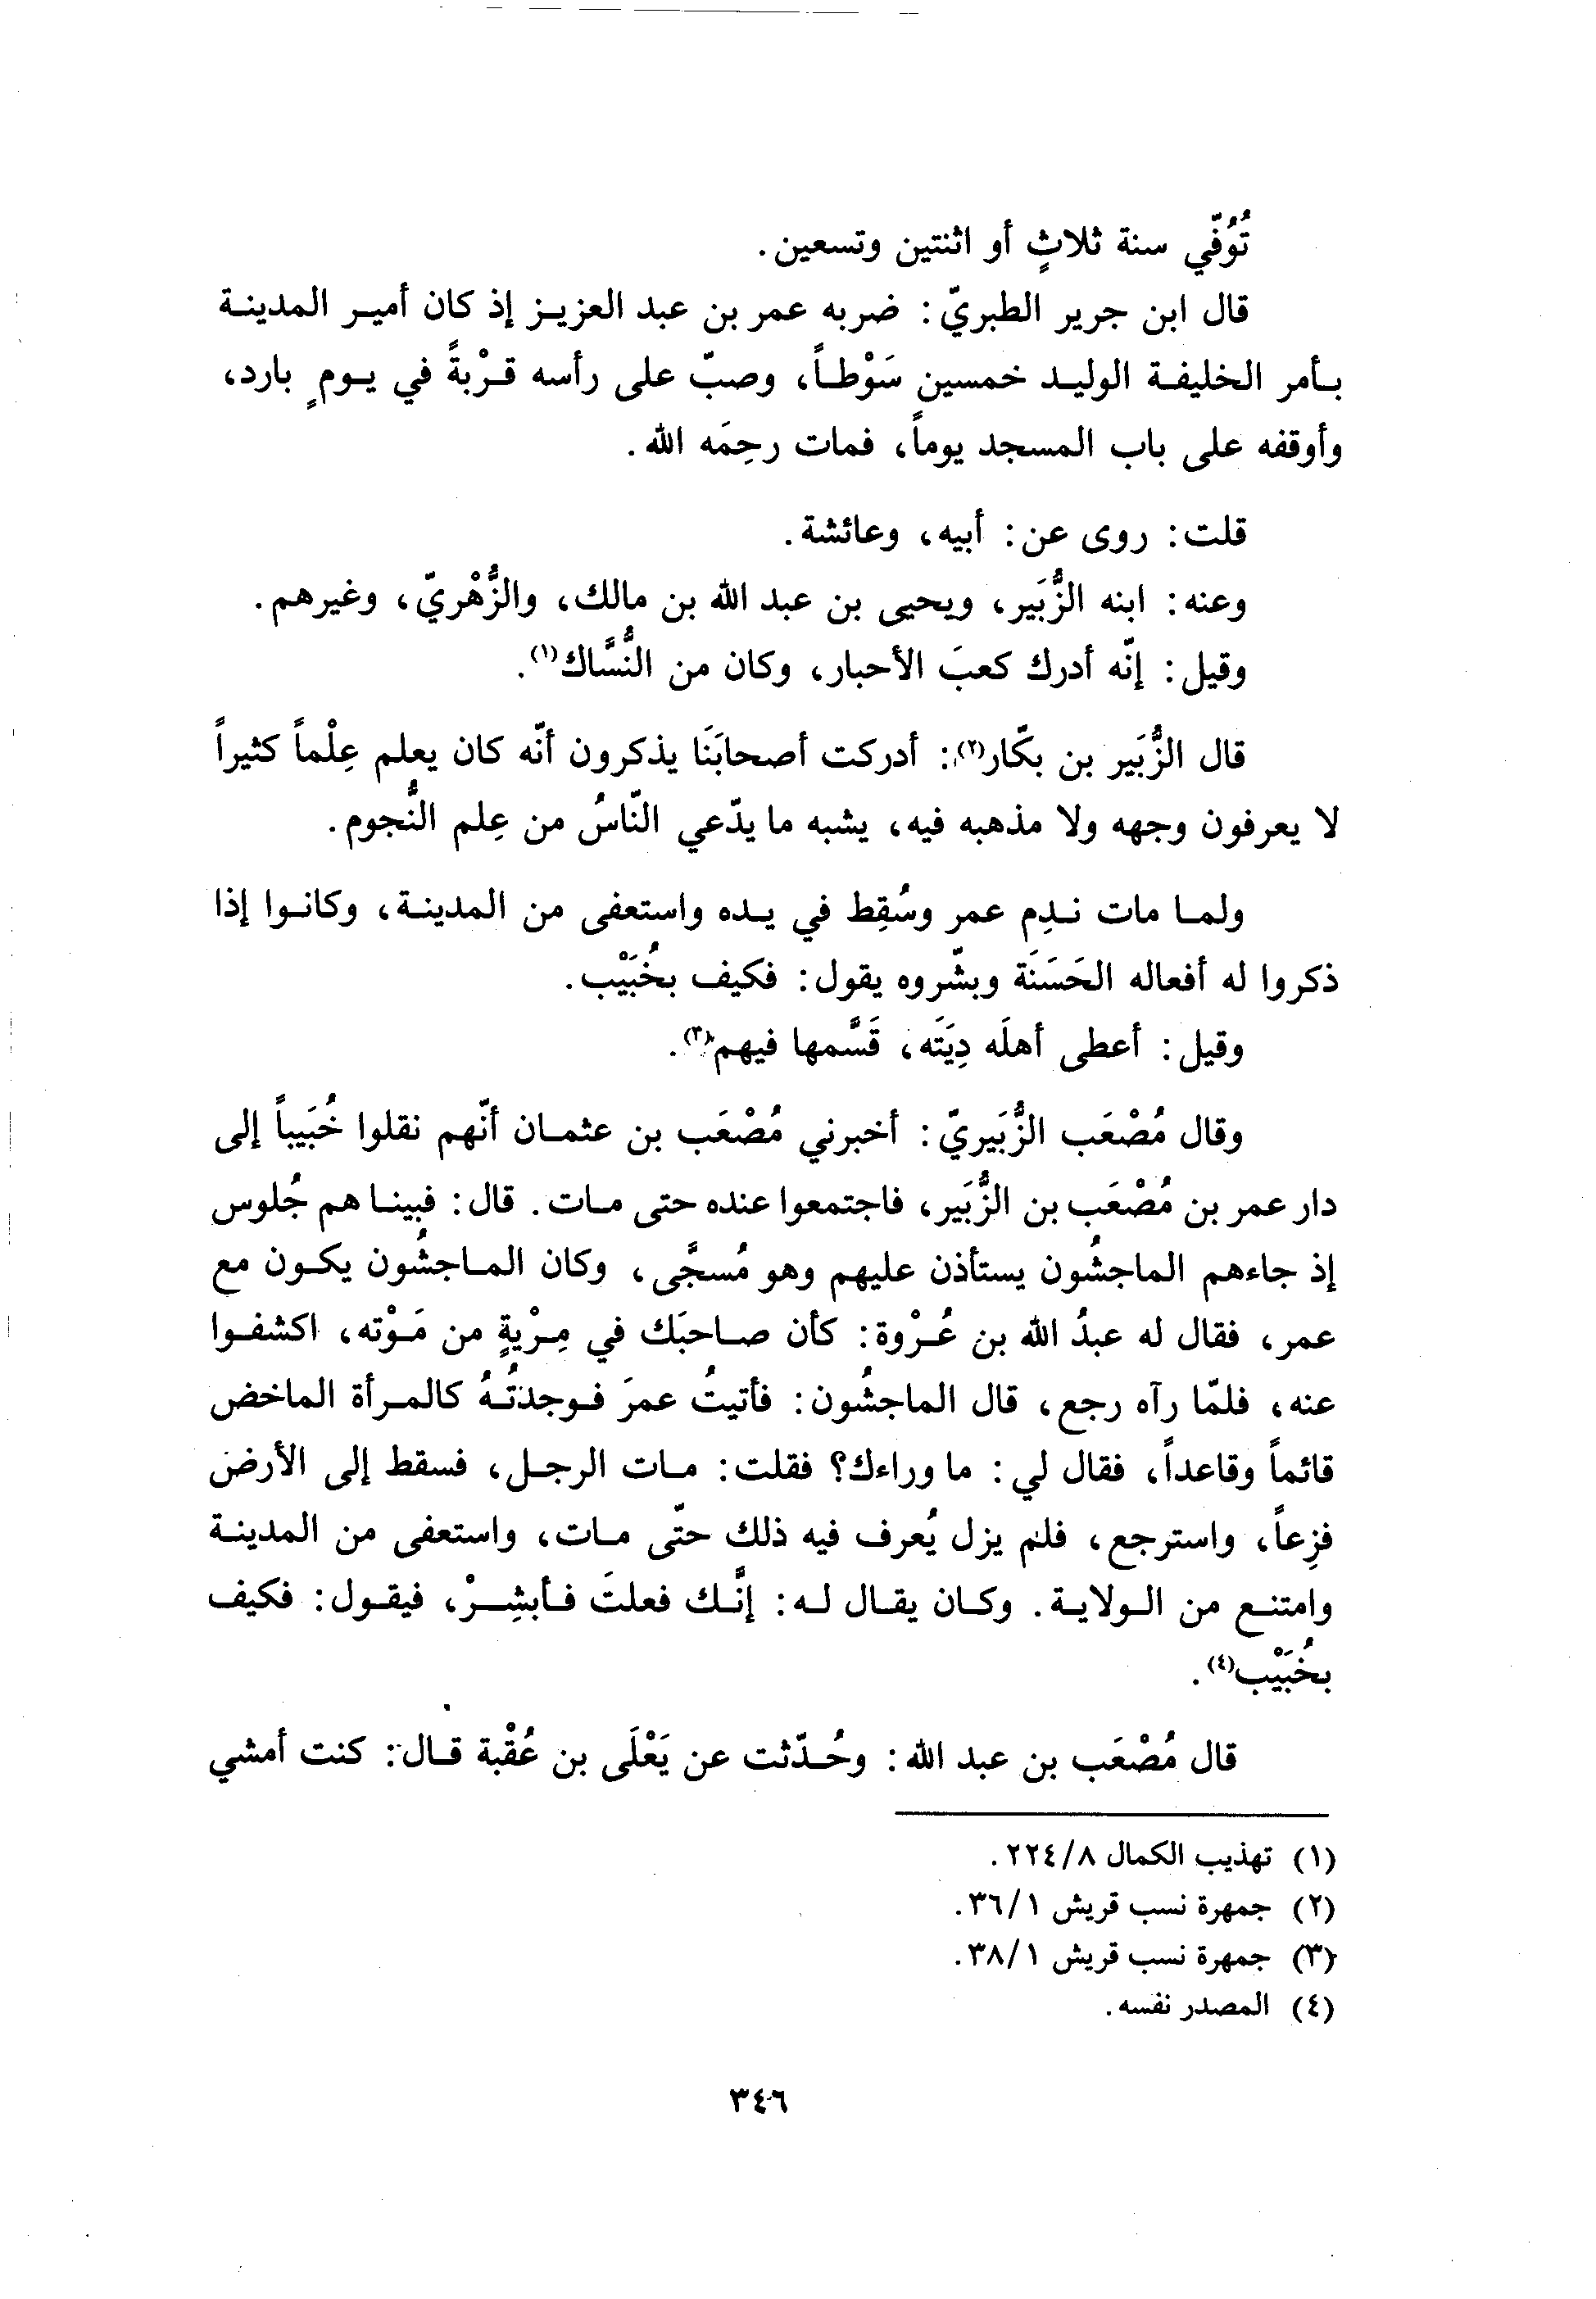 تُوُفّي سنة ثلاثٍ أو اثنتين وتسعين.
قال ابن جرير الطبريّ: ضربه عمر بن عبد العزيز إذ كان أمير المدينة
بأمر الخليفة الوليد خمسين سَوْطاً، وصبّ على رأسه قرْبةً في يومٍ بارد،
وأوقفه على باب المسجد يوماً، فمات رحِمَه الله.
قلت: روى عن: أبيه، وعائشة.
وعنه: ابنه الزُّبَير، ويحيى بن عبد الله بن مالك، والزُّهْريّ، وغيرهم.
وقيل: إنّه أدرك كعبَ الأحبار، وكان من النُّسَّاك(١).
قال الزُّبَير بن بكّار(٢): أدركت أصحابَنَا يذكرون أنّه كان يعلم عِلْماً كثيراً
لا يعرفون وجهه ولا مذهبه فيه، يشبه ما يدّعي النّاسُ من عِلم النُّجوم.
ولما مات ندِم عمر وسُقِط في يده واستعفى من المدينة، وكانوا إذا
ذكروا له أفعاله الحَسَنَة وبشّروه يقول: فكيف بخُبَيْب.
وقيل: أعطى أهلَه دِيَتَه، قَسَّمها فيهم(٣).
وقال مُصْعَب الزُّبَيريّ: أخبرني مُصْعَب بن عثمان أنّهم نقلوا خُبَيباً إلى
دار عمر بن مُصْعَب بن الزُّبَير، فاجتمعوا عنده حتى مات. قال: فبينا هم جُلوس
إذ جاءهم الماجشُون يستأذن عليهم وهو مُسجَّى، وكان الماجشُون يكون مع
عمر، فقال له عبدُ الله بن عُرْوة: كأن صاحبَك في مِرْيةٍ من مَوْته، اكشفوا
عنه، فلمّا رآه رجع، قال الماجشُون: فأتيتُ عمرَ فوجدتُهُ كالمرأة الماخض
قائماً وقاعداً، فقال لي: ما وراءك؟ فقلت: مات الرجل، فسقط إلى الأرض
فزِعاً، واسترجع، فلم يزل يُعرف فيه ذلك حتّى مات، واستعفى من المدينة
وامتنع من الولاية. وكان يقال له: إنَّك فعلتَ فأبشِرْ، فيقول: فكيف
بخُبَيْب(٤).
قال مُصْعَب بن عبد الله: وحُدّثت عن يَعْلَى بن عُقْبة قال: كنت أمشي
(١) تهذيب الكمال ٢٢٤/٨.
(٢) جمهرة نسب قريش ٣٦/١.
(٣) جمهرة نسب قريش ٣٨/١.
(٤) المصدر نفسه.
٣٤٦